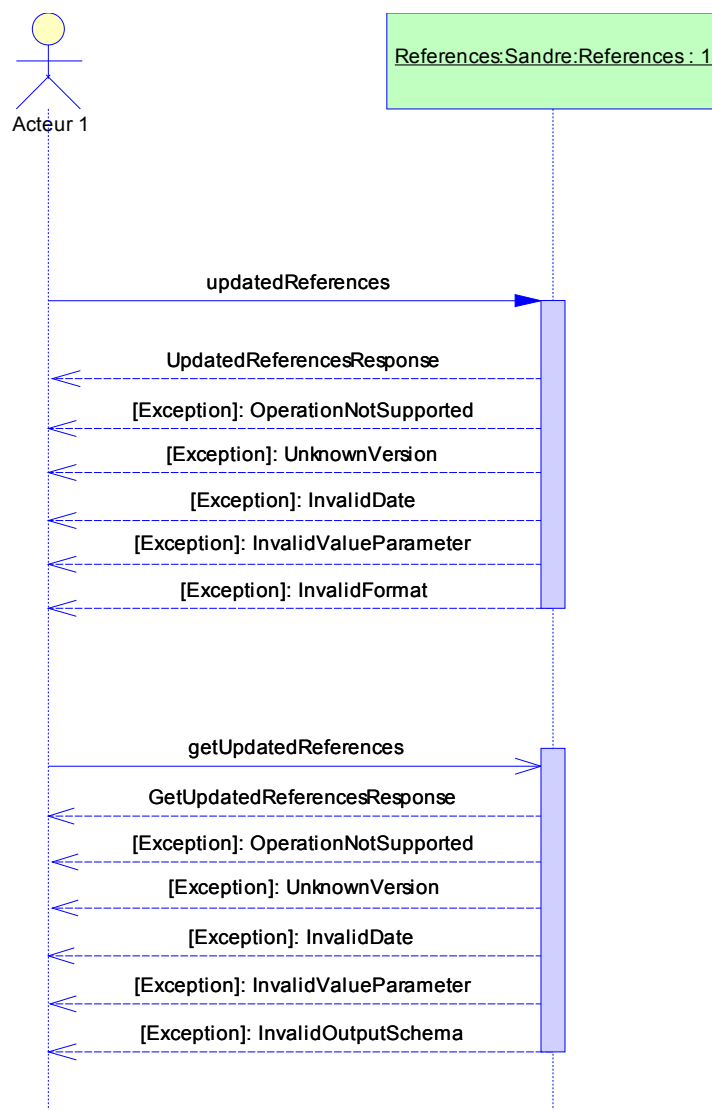 References:Sandre:References : 1
Acteur 1
updatedReferences
UpdatedReferencesResponse
[Exception]: OperationNotSupported
[Exception]: UnknownVersion
[Exception]: InvalidDate
[Exception]: InvalidValueParameter
[Exception]: InvalidFormat
getUpdatedReferences
GetUpdatedReferencesResponse
[Exception]: OperationNotSupported
[Exception]: UnknownVersion
[Exception]: InvalidDate
[Exception]: InvalidValueParameter
[Exception]: InvalidOutputSchema